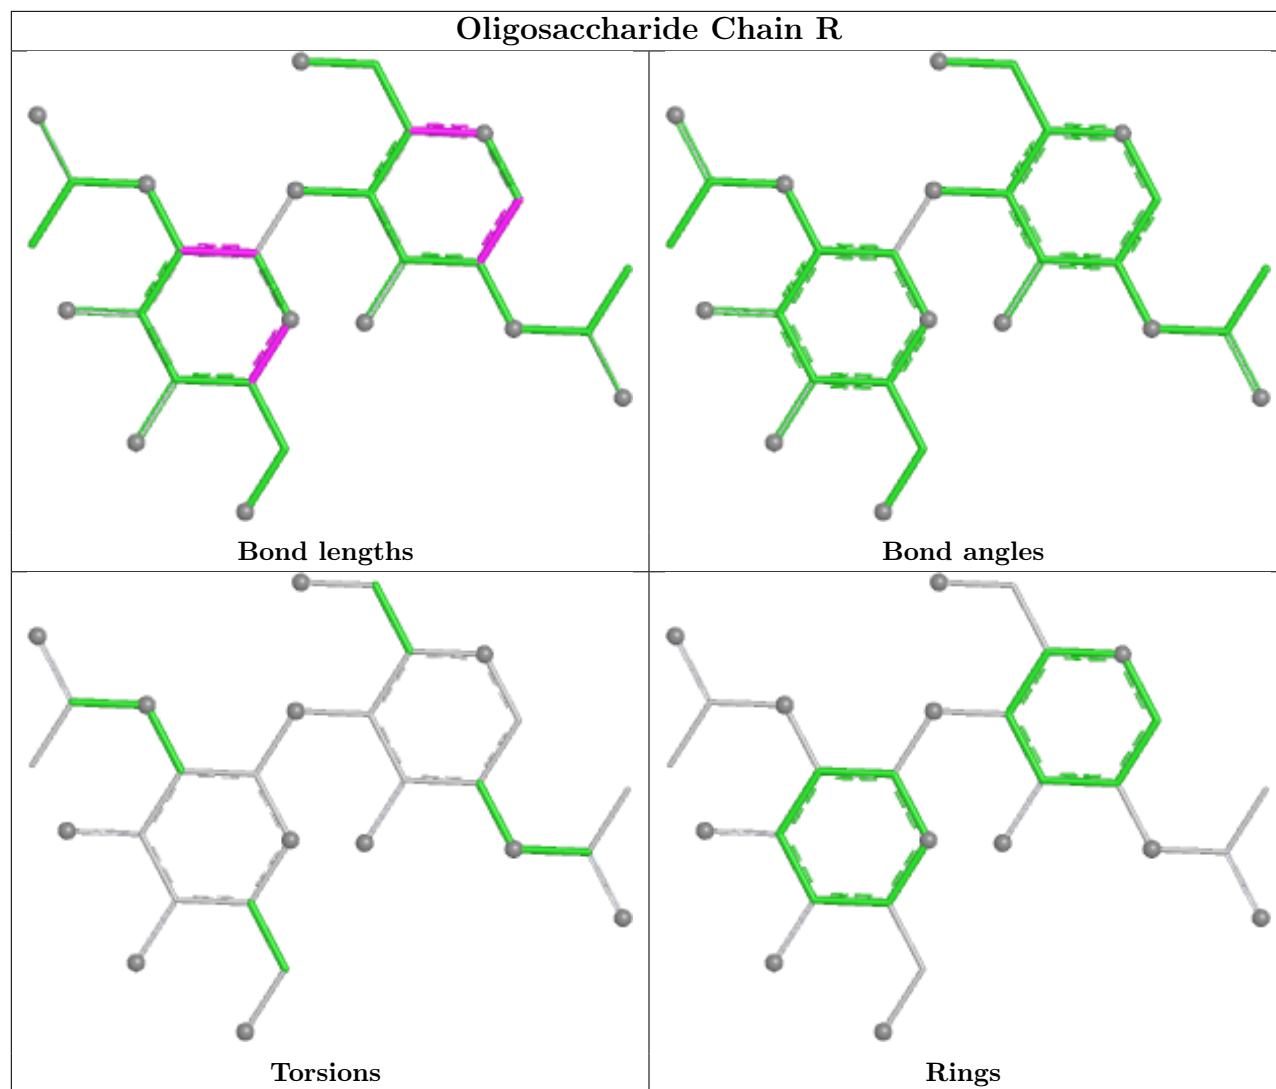 Oligosaccharide Chain R
Bond lengths
Bond angles
Torsions
Rings